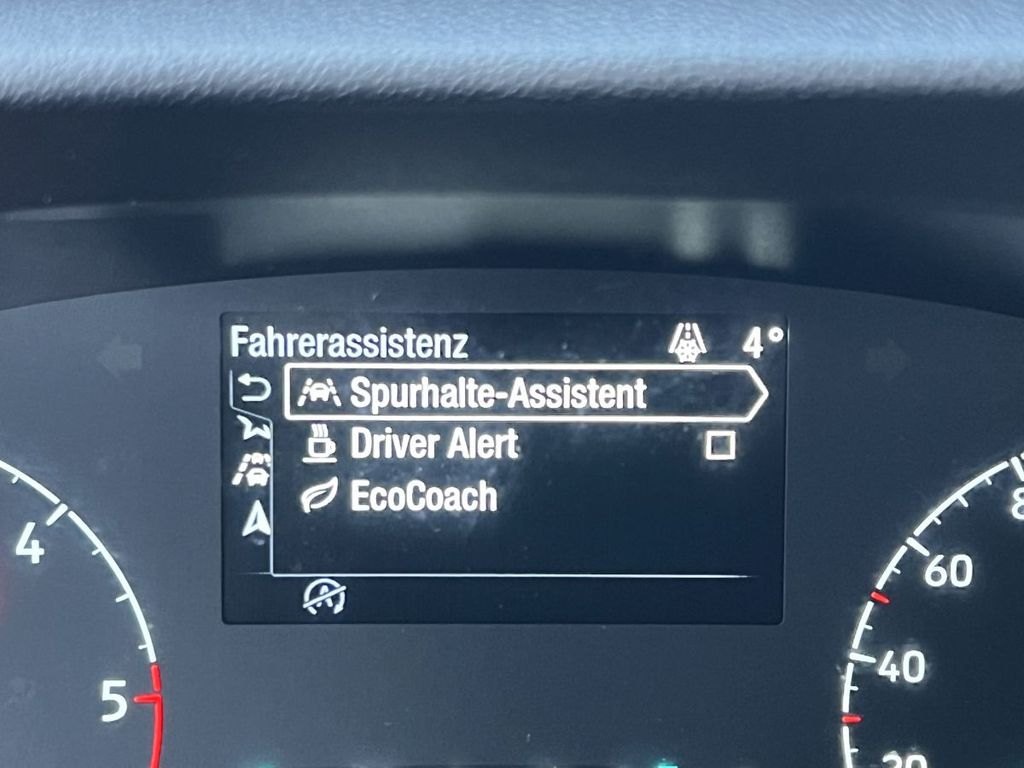 Fahrerassistenz 4°
Spurhalte-Assistent
Driver Alert
EcoCoach
A
4
5
60
40